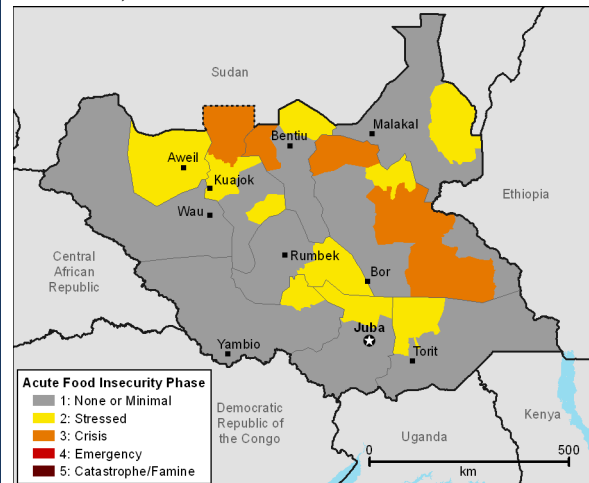 Sudan
Malakal
Bentiu
Aweil
Kuajok
Ethiopia
Wau
Central
African
Republic
Rumbek
Bor
Juba
Yambio
Torit
Acute Food Insecurity Phase
1: None or Minimal
2: Stressed
3: Crisis
4: Emergency
5: Catastrophe/Famine
Democratic
Republic of
the Congo
Uganda
Kenya
0
500
km